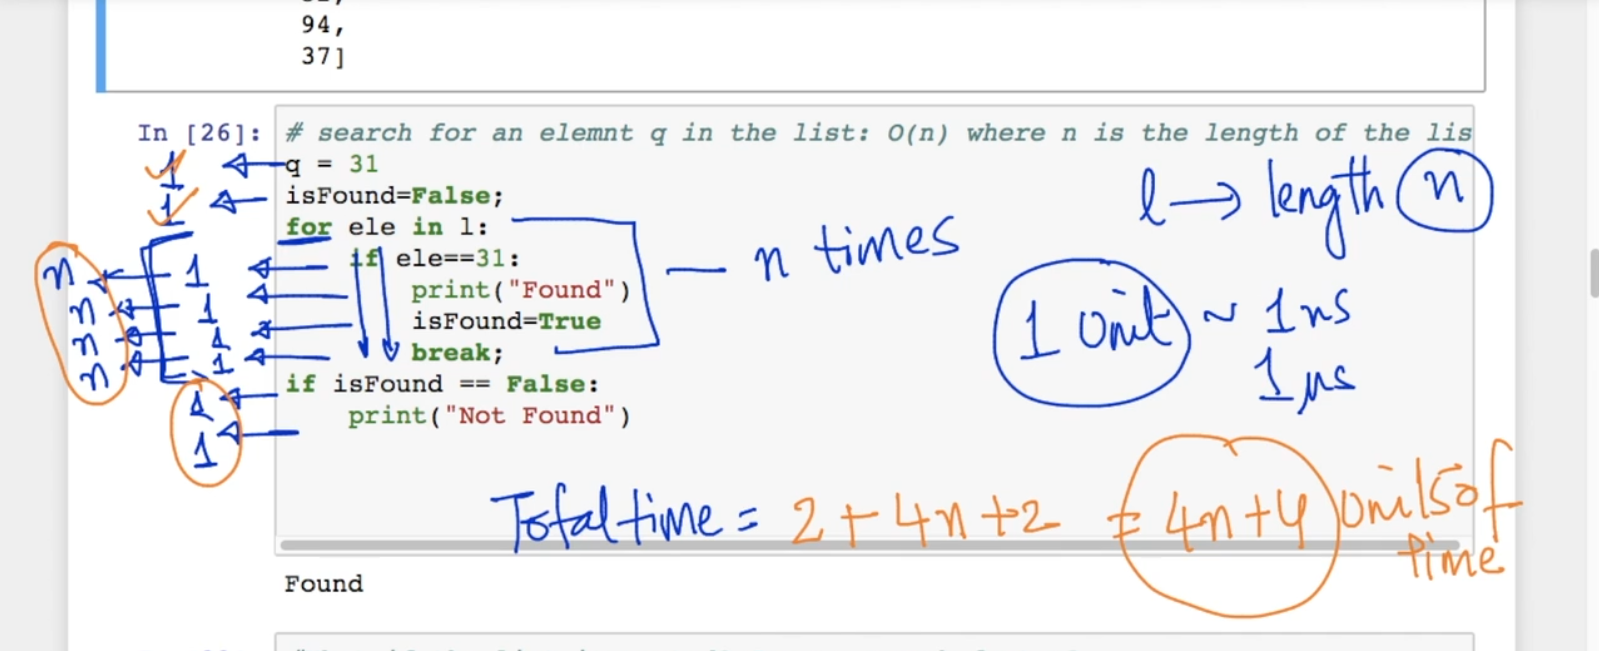 94,
37]
In [26]: # search for an elemnt q in the list: O(n) where n is the length of the lis
1 q = 31
1 isFound=False;
l → length n
for ele in l:
n 1 if ele==31:
n 1 print("Found")
n 1 isFound=True
n 1 break;
n times
1 Unit ~ 1ns
1 μs
1 if isFound == False:
1 print("Not Found")
Total time = 2 + 4n + 2 = 4n + 4 units of
time
Found